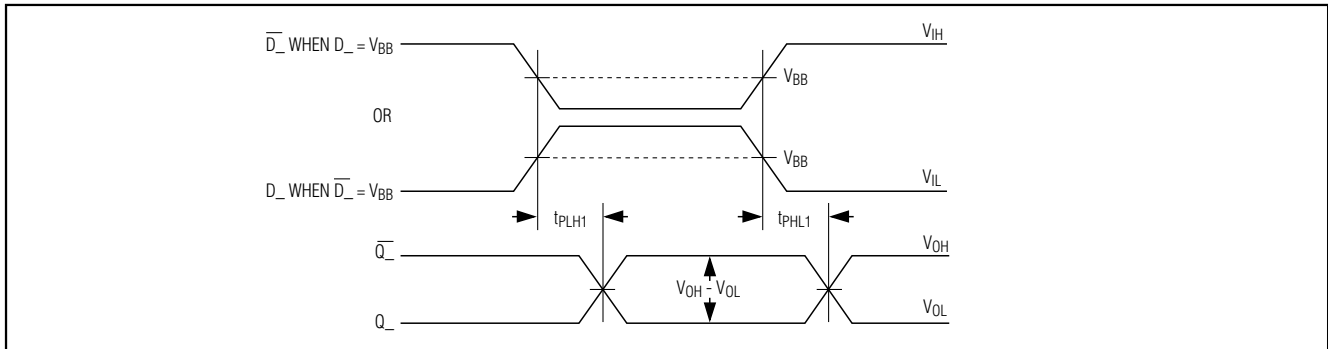 D̅_̅ WHEN D_ = VBB
VIH
VBB
OR
VBB
D_ WHEN D̅_̅ = VBB
VIL
tPLH1
tPHL1
Q̅_̅
VOH
VOH - VOL
Q_
VOL